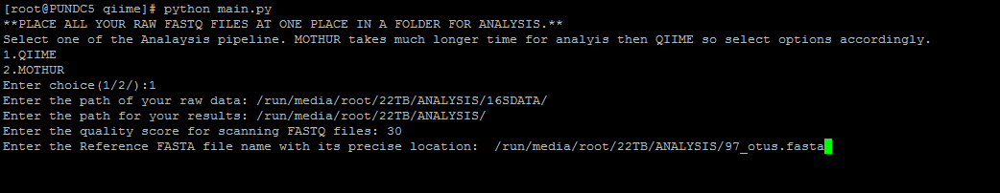 [root@PUNDC5 qiime]# python main.py
**PLACE ALL YOUR RAW FASTQ FILES AT ONE PLACE IN A FOLDER FOR ANALYSIS.**
Select one of the Analaysis pipeline. MOTHUR takes much longer time for analyis then QIIME so select options accordingly.
1.QIIME
2.MOTHUR
Enter choice(1/2/):1
Enter the path of your raw data: /run/media/root/22TB/ANALYSIS/16SDATA/
Enter the path for your results: /run/media/root/22TB/ANALYSIS/
Enter the quality score for scanning FASTQ files: 30
Enter the Reference FASTA file name with its precise location:  /run/media/root/22TB/ANALYSIS/97_otus.fasta